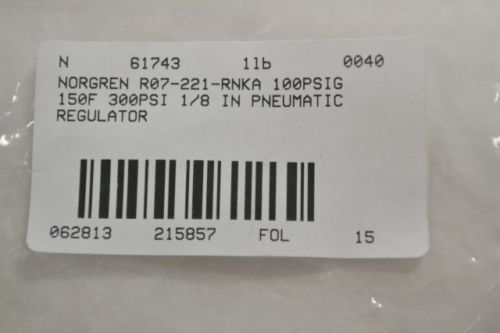 N 61743 1lb 0040
NORGREN R07-221-RNKA 100PSIG
150F 300PSI 1/8 IN PNEUMATIC
REGULATOR
062813 215857 FOL 15